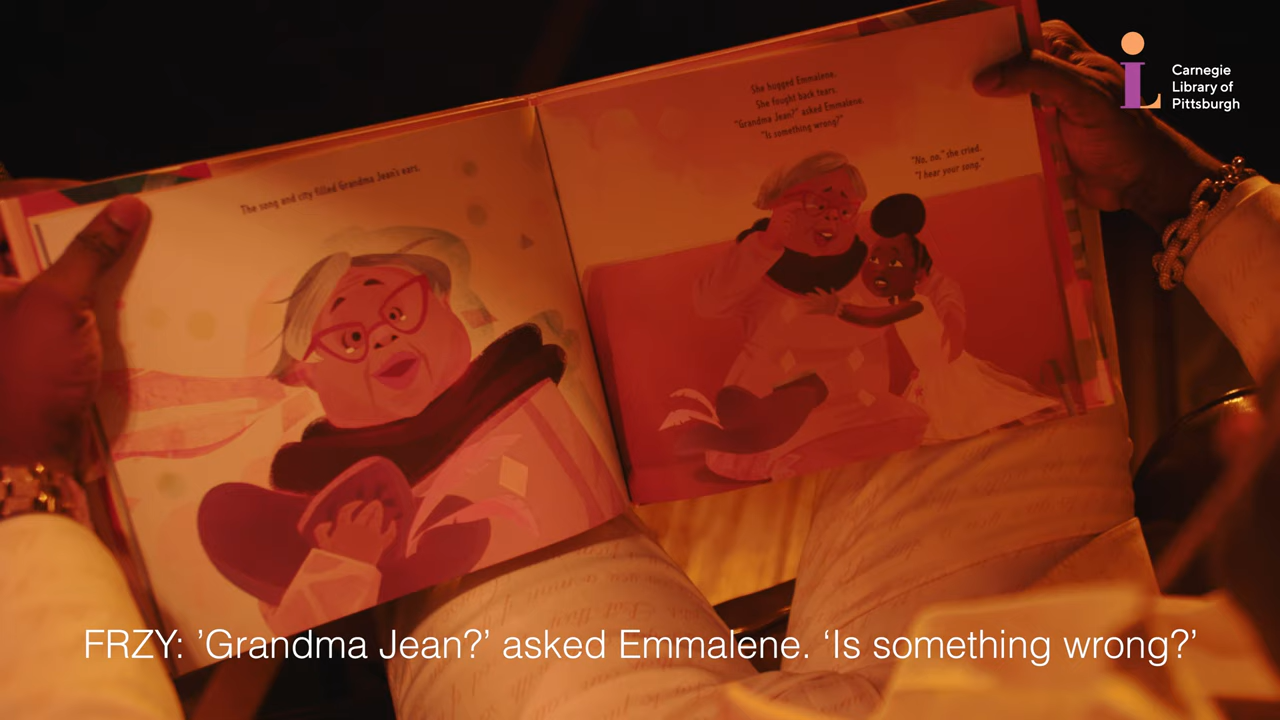 The song and city filled Grandma Jean's ears.
She hugged Emmalene.
She fought back tears.
"Grandma Jean?" asked Emmalene.
"Is something wrong?"
"No, no," she cried.
"I hear your song."
Carnegie
Library of
Pittsburgh
FRZY: ’Grandma Jean?’ asked Emmalene. ‘Is something wrong?’